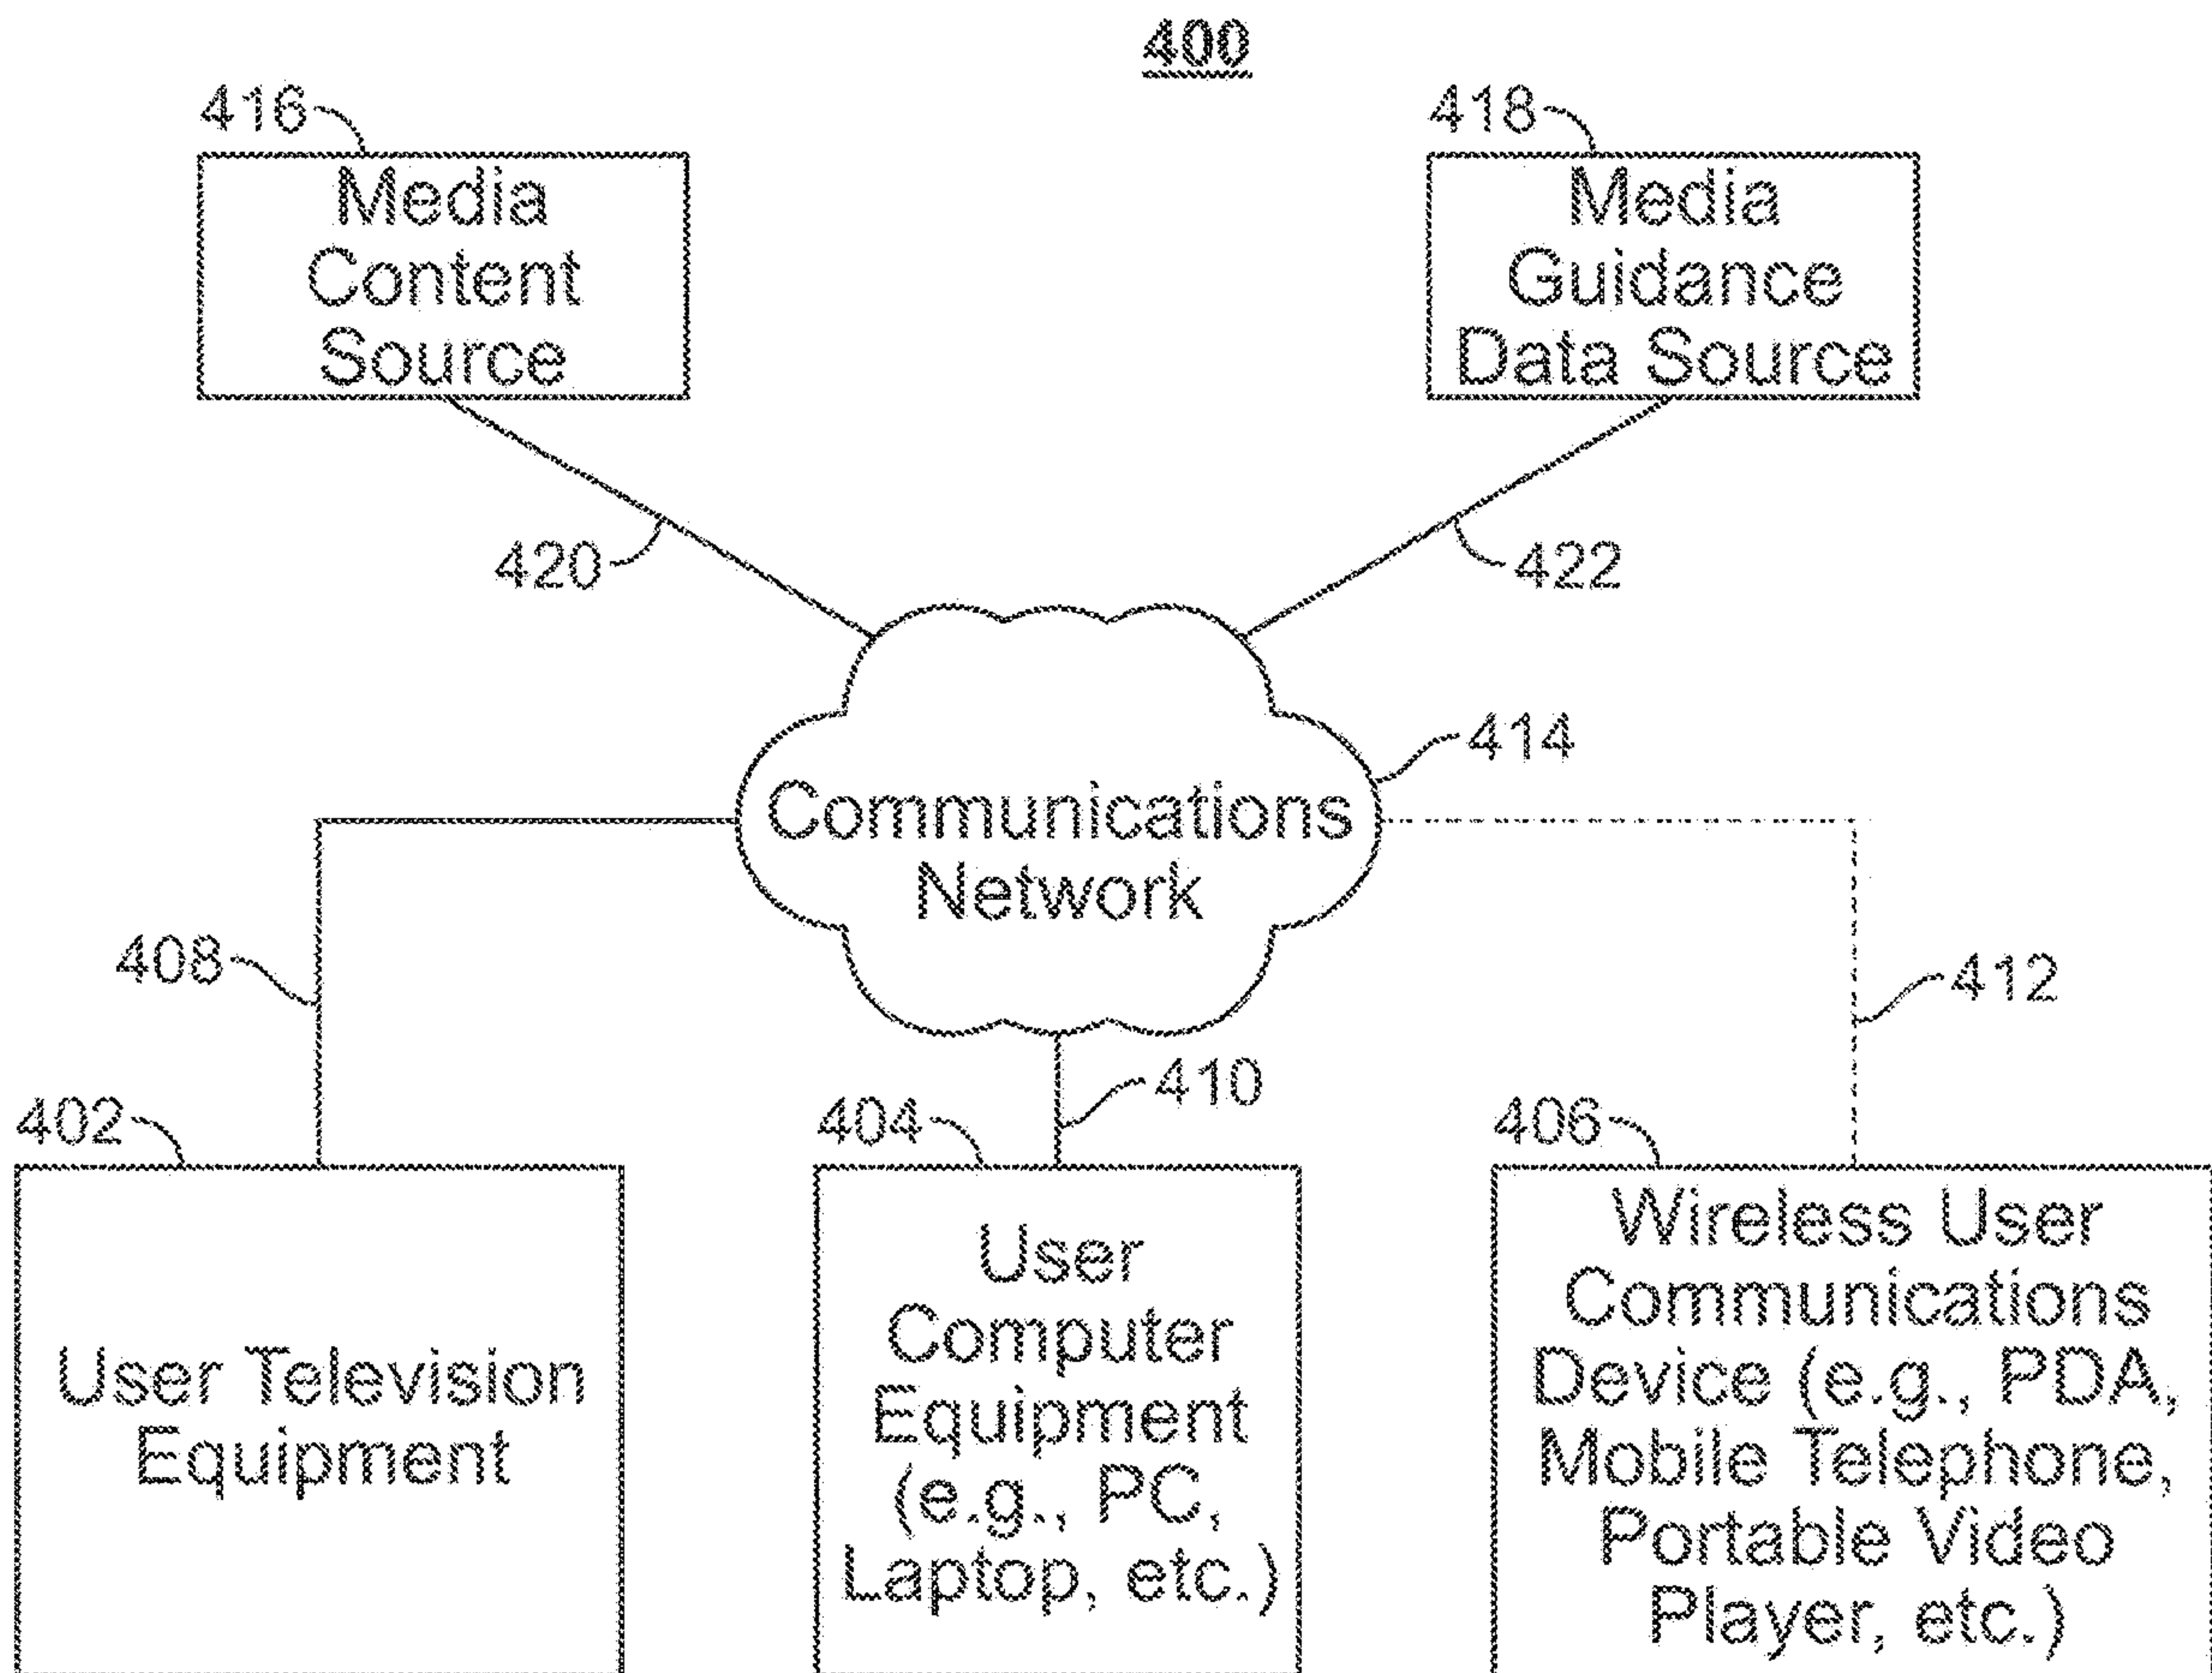 400
416
418
Media
Content
Source
Media
Guidance
Data Source
420
422
414
Communications
Network
408
412
410
402
404
406
User Television
Equipment
User
Computer
Equipment
(e.g., PC,
Laptop, etc.)
Wireless User
Communications
Device (e.g., PDA,
Mobile Telephone,
Portable Video
Player, etc.)